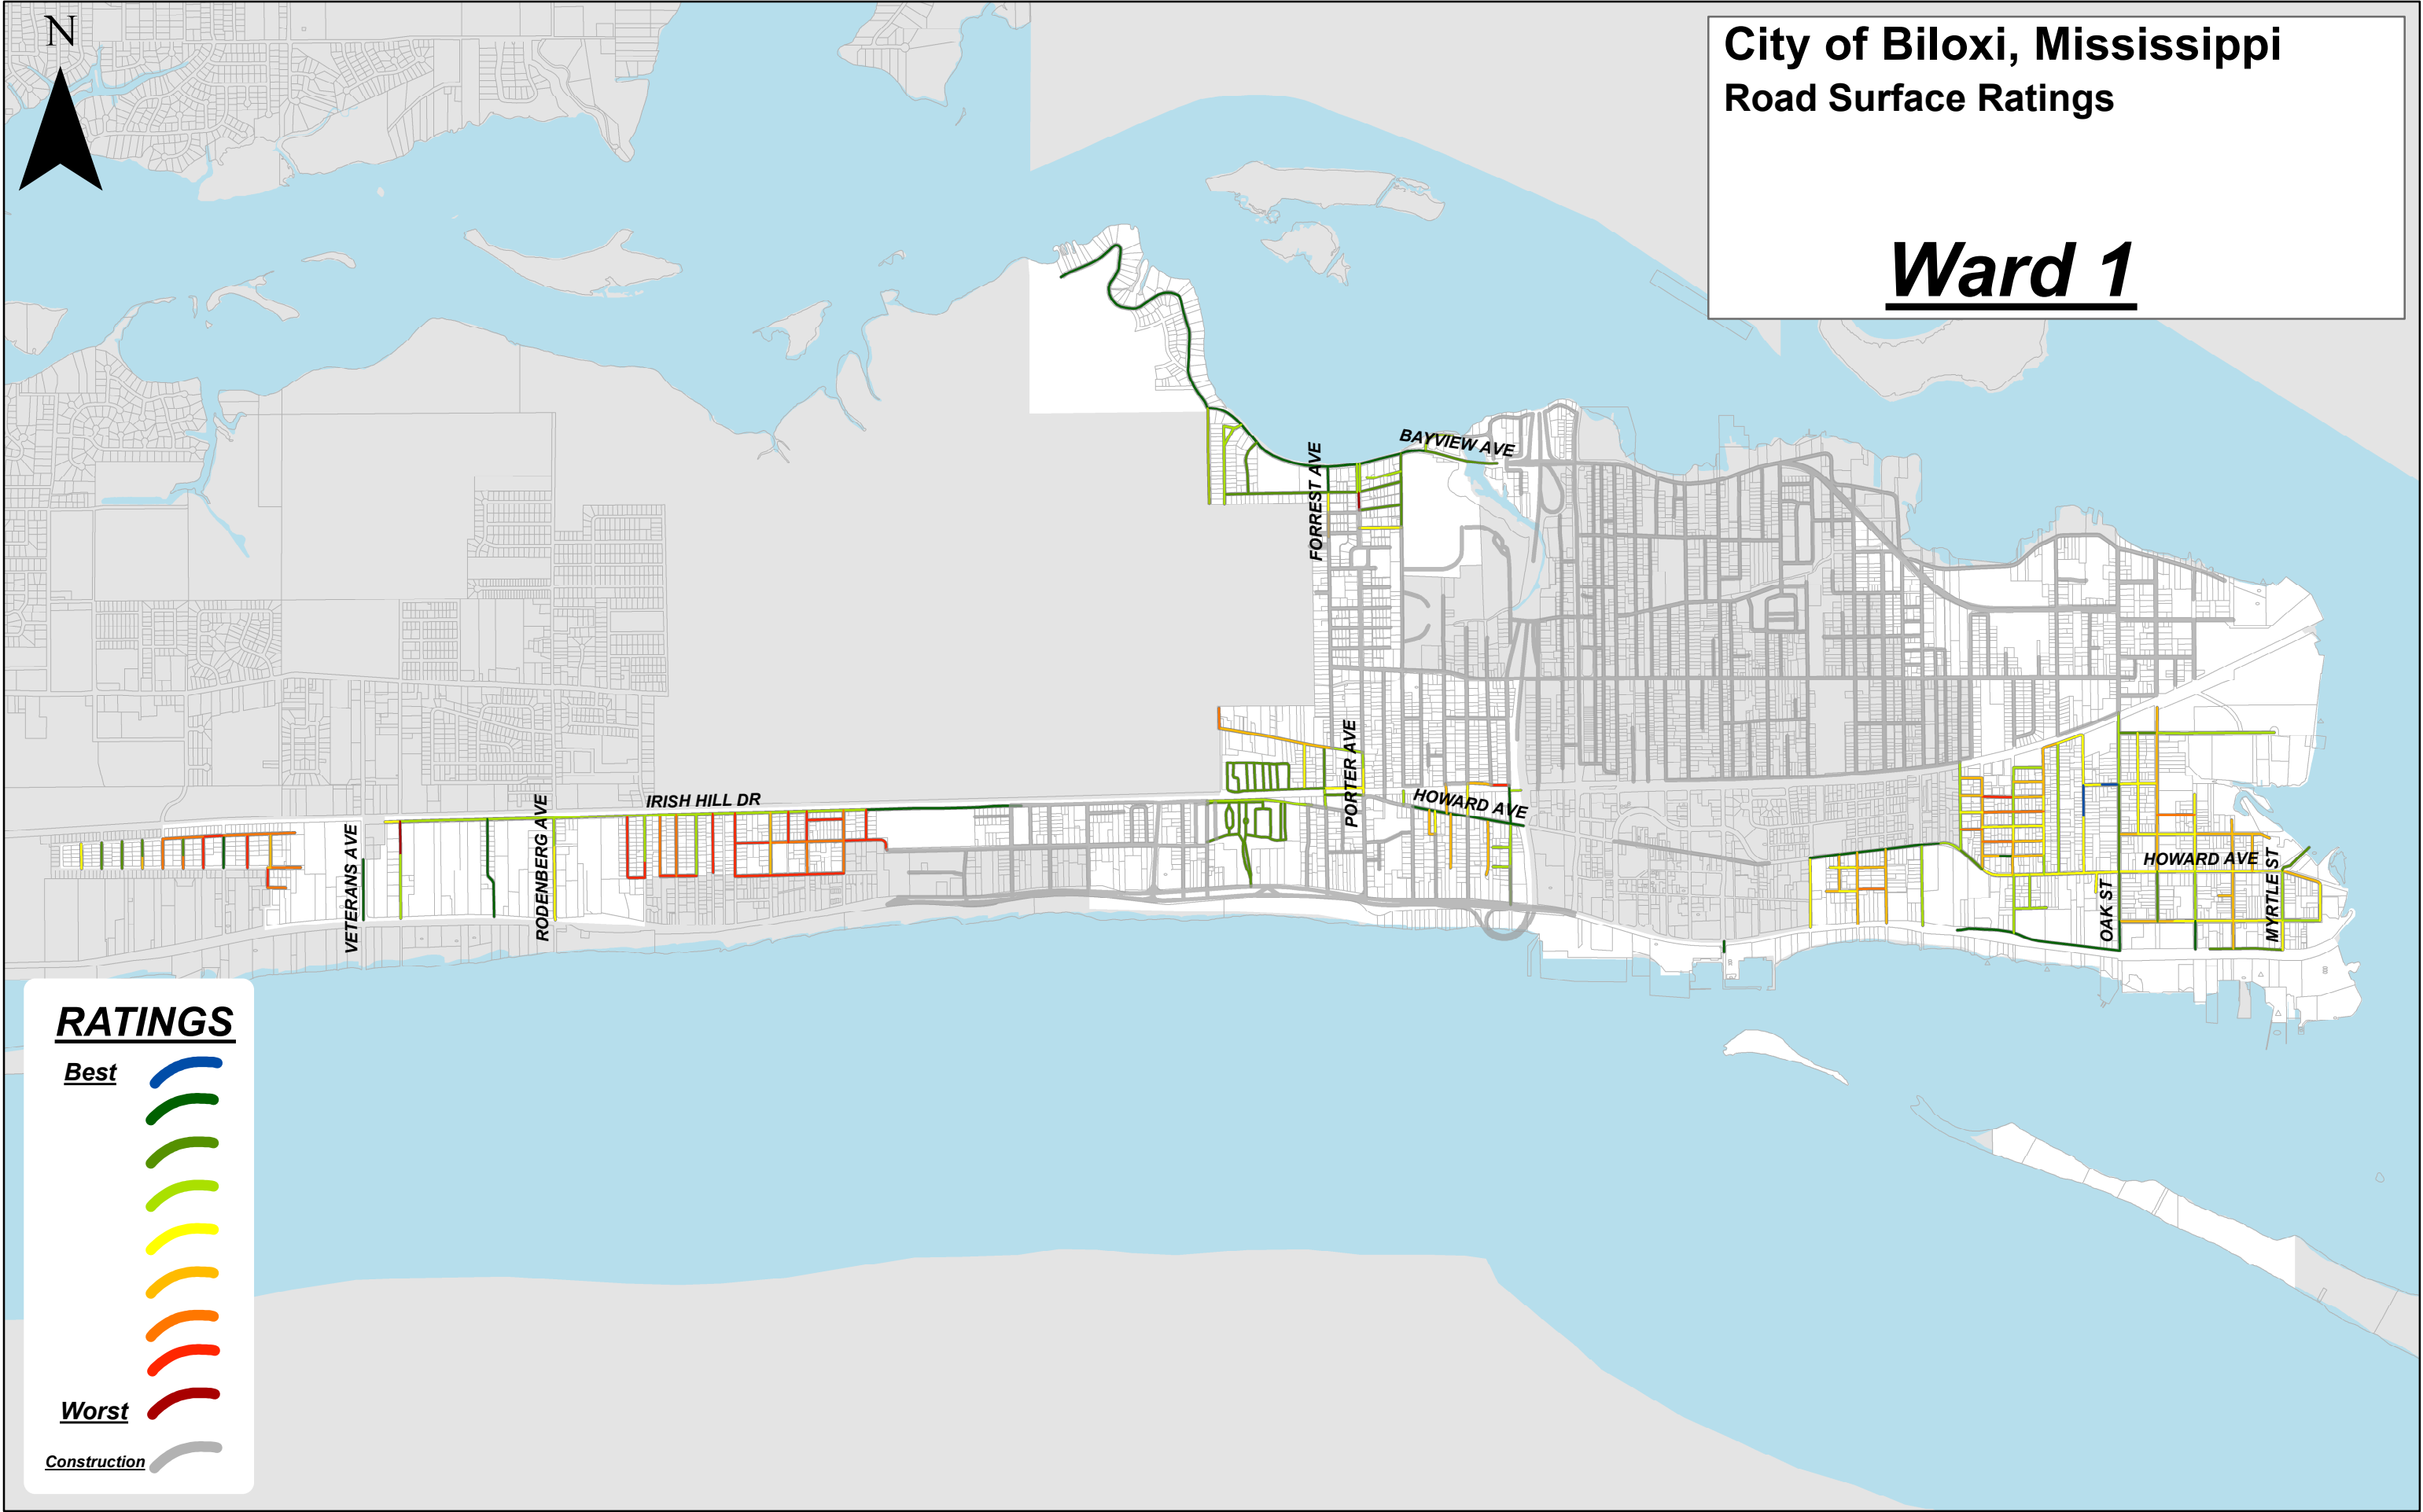 N
City of Biloxi, Mississippi
Road Surface Ratings
Ward 1
BAYVIEW AVE
FORREST AVE
PORTER AVE
IRISH HILL DR
HOWARD AVE
RODENBERG AVE
VETERANS AVE
HOWARD AVE
MYRTLE ST
OAK ST
RATINGS
Best
Worst
Construction